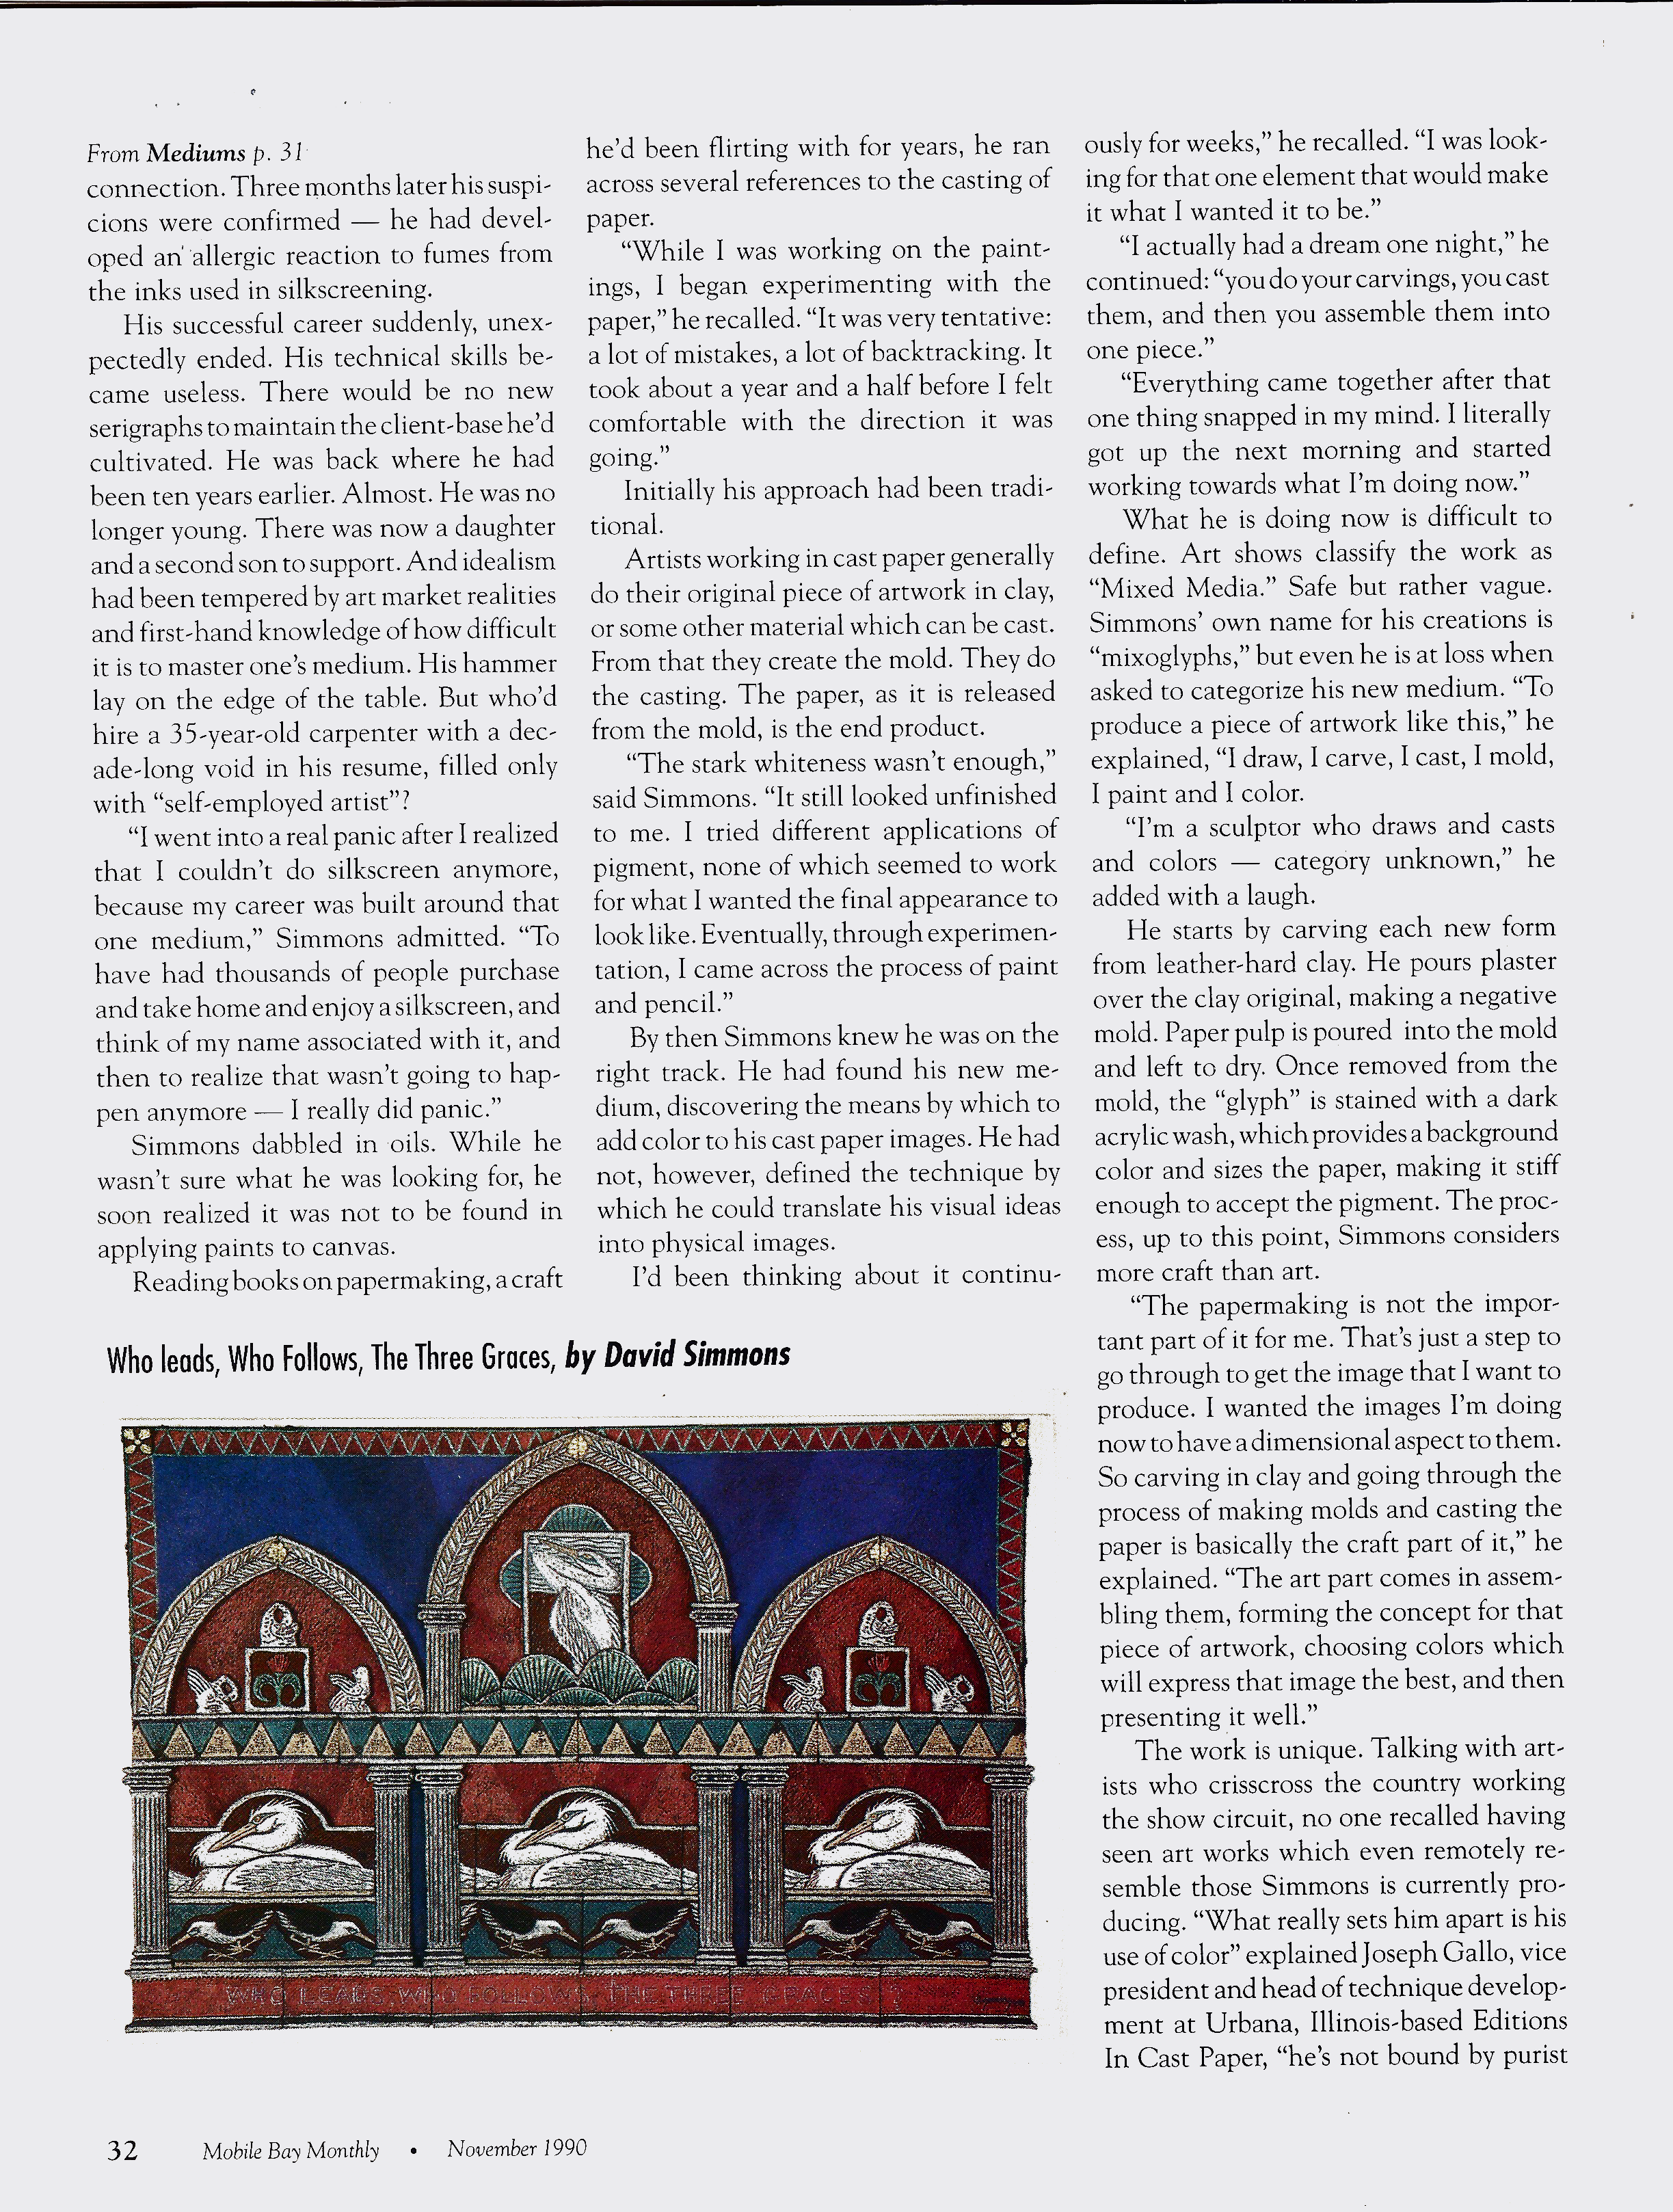 From Mediums p. 31
connection. Three months later his suspi-
cions were confirmed — he had devel-
oped an allergic reaction to fumes from
the inks used in silkscreening.
His successful career suddenly, unex-
pectedly ended. His technical skills be-
came useless. There would be no new
serigraphs to maintain the client-base he'd
cultivated. He was back where he had
been ten years earlier. Almost. He was no
longer young. There was now a daughter
and a second son to support. And idealism
had been tempered by art market realities
and first-hand knowledge of how difficult
it is to master one's medium. His hammer
lay on the edge of the table. But who'd
hire a 35-year-old carpenter with a dec-
ade-long void in his resume, filled only
with “self-employed artist”?
“I went into a real panic after I realized
that I couldn't do silkscreen anymore,
because my career was built around that
one medium,” Simmons admitted. “To
have had thousands of people purchase
and take home and enjoy a silkscreen, and
think of my name associated with it, and
then to realize that wasn't going to hap-
pen anymore — I really did panic.”
Simmons dabbled in oils. While he
wasn't sure what he was looking for, he
soon realized it was not to be found in
applying paints to canvas.
Reading books on papermaking, a craft
he'd been flirting with for years, he ran
across several references to the casting of
paper.
“While I was working on the paint-
ings, I began experimenting with the
paper,” he recalled. “It was very tentative:
a lot of mistakes, a lot of backtracking. It
took about a year and a half before I felt
comfortable with the direction it was
going.”
Initially his approach had been tradi-
tional.
Artists working in cast paper generally
do their original piece of artwork in clay,
or some other material which can be cast.
From that they create the mold. They do
the casting. The paper, as it is released
from the mold, is the end product.
“The stark whiteness wasn't enough,”
said Simmons. “It still looked unfinished
to me. I tried different applications of
pigment, none of which seemed to work
for what I wanted the final appearance to
look like. Eventually, through experimen-
tation, I came across the process of paint
and pencil.”
By then Simmons knew he was on the
right track. He had found his new me-
dium, discovering the means by which to
add color to his cast paper images. He had
not, however, defined the technique by
which he could translate his visual ideas
into physical images.
I'd been thinking about it continu-
ously for weeks,” he recalled. “I was look-
ing for that one element that would make
it what I wanted it to be.”
“I actually had a dream one night,” he
continued: “you do your carvings, you cast
them, and then you assemble them into
one piece.”
“Everything came together after that
one thing snapped in my mind. I literally
got up the next morning and started
working towards what I'm doing now.”
What he is doing now is difficult to
define. Art shows classify the work as
“Mixed Media.” Safe but rather vague.
Simmons' own name for his creations is
“mixoglyphs,” but even he is at loss when
asked to categorize his new medium. “To
produce a piece of artwork like this,” he
explained, “I draw, I carve, I cast, I mold,
I paint and I color.
“I'm a sculptor who draws and casts
and colors — category unknown,” he
added with a laugh.
He starts by carving each new form
from leather-hard clay. He pours plaster
over the clay original, making a negative
mold. Paper pulp is poured into the mold
and left to dry. Once removed from the
mold, the “glyph” is stained with a dark
acrylic wash, which provides a background
color and sizes the paper, making it stiff
enough to accept the pigment. The proc-
ess, up to this point, Simmons considers
more craft than art.
“The papermaking is not the impor-
tant part of it for me. That's just a step to
go through to get the image that I want to
produce. I wanted the images I'm doing
now to have a dimensional aspect to them.
So carving in clay and going through the
process of making molds and casting the
paper is basically the craft part of it,” he
explained. “The art part comes in assem-
bling them, forming the concept for that
piece of artwork, choosing colors which
will express that image the best, and then
presenting it well.”
The work is unique. Talking with art-
ists who crisscross the country working
the show circuit, no one recalled having
seen art works which even remotely re-
semble those Simmons is currently pro-
ducing. “What really sets him apart is his
use of color” explained Joseph Gallo, vice
president and head of technique develop-
ment at Urbana, Illinois-based Editions
In Cast Paper, “he's not bound by purist
Who leads, Who Follows, The Three Graces, by David Simmons
WHO LEADS, WHO FOLLOWS, THE THREE GRACES?
32 Mobile Bay Monthly • November 1990